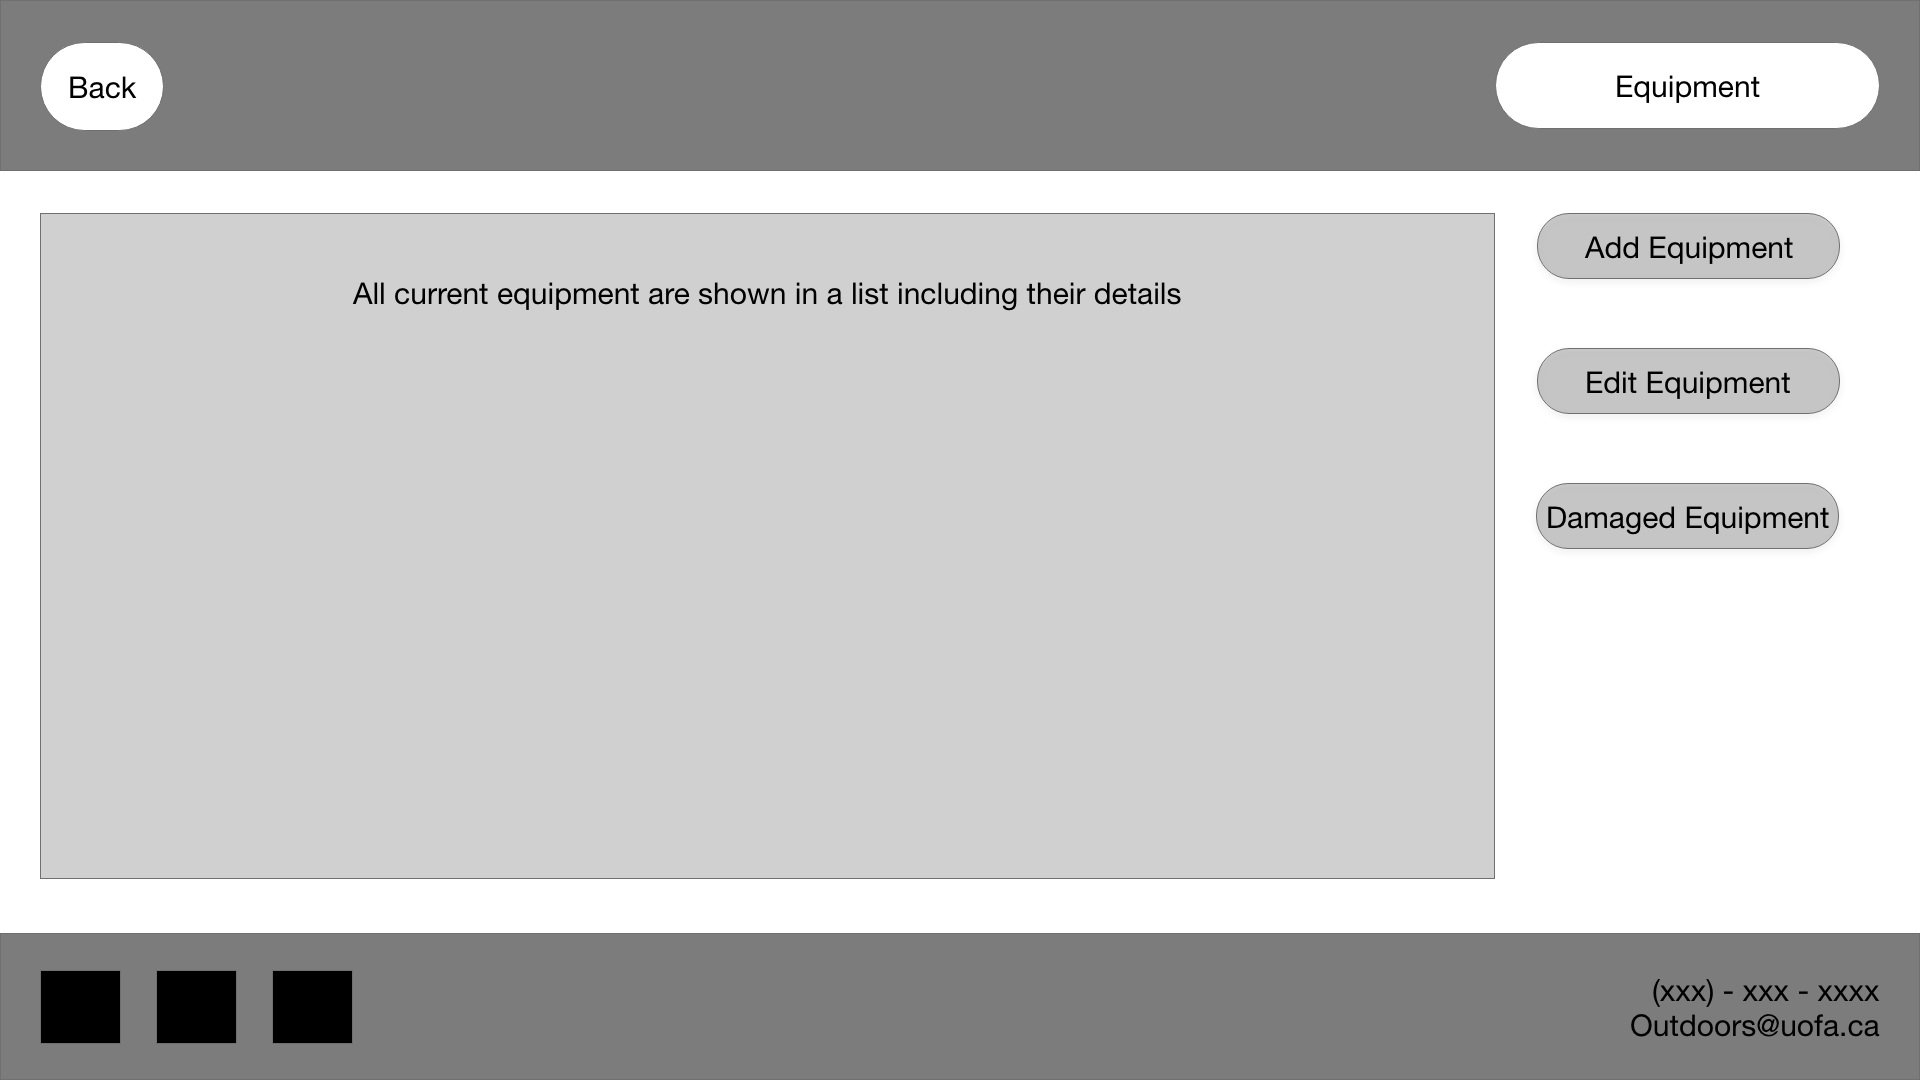 Back
Equipment
All current equipment are shown in a list including their details
Add Equipment
Edit Equipment
Damaged Equipment
(xxx) - xxx - xxxx
Outdoors@uofa.ca